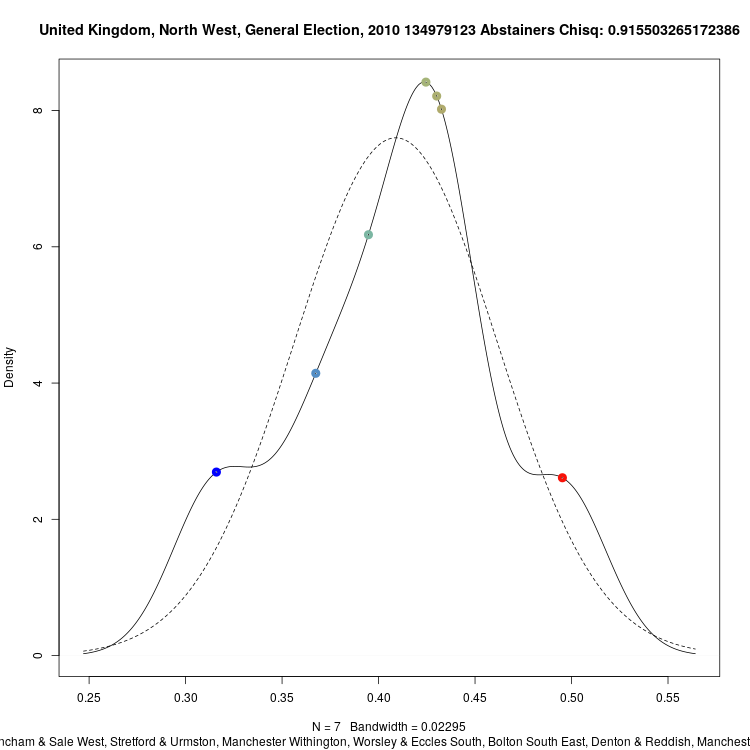 United Kingdom, North West, General Election, 2010 134979123 Abstainers Chisq: 0.915503265172386
Density
8
6
4
2
0
0.25 0.30 0.35 0.40 0.45 0.50 0.55
N = 7 Bandwidth = 0.02295
ncham & Sale West, Stretford & Urmston, Manchester Withington, Worsley & Eccles South, Bolton South East, Denton & Reddish, Manchest